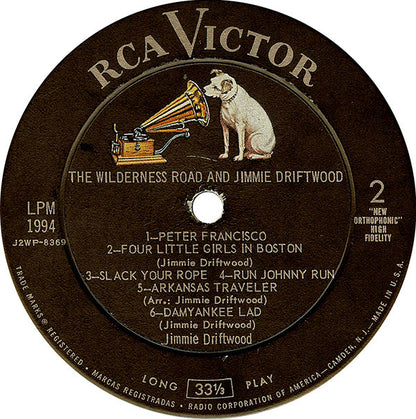 RCA VICTOR
THE WILDERNESS ROAD AND JIMMIE DRIFTWOOD
LPM
1994
J2WP-8369
2
"NEW
ORTHOPHONIC"
HIGH
FIDELITY
1—PETER FRANCISCO
2—FOUR LITTLE GIRLS IN BOSTON
(Jimmie Driftwood)
3—SLACK YOUR ROPE 4—RUN JOHNNY RUN
5—ARKANSAS TRAVELER
(Arr.: Jimmie Driftwood)
6—DAMYANKEE LAD
(Jimmie Driftwood)
Jimmie Driftwood
LONG 33⅓ PLAY
TRADE MARKS ® REGISTERED • MARCAS REGISTRADAS • RADIO CORPORATION OF AMERICA—CAMDEN, N.J.—MADE IN U.S.A.